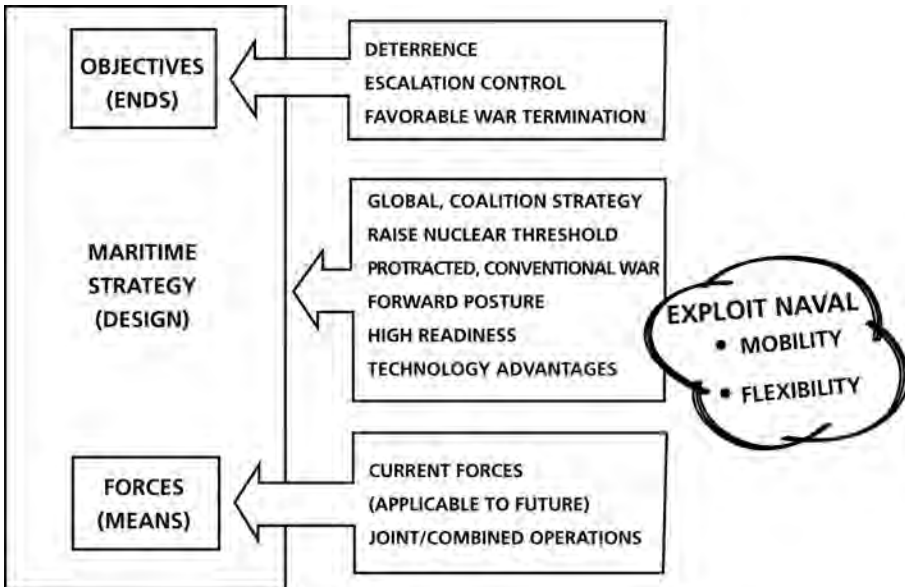 OBJECTIVES
(ENDS)
DETERRENCE
ESCALATION CONTROL
FAVORABLE WAR TERMINATION
MARITIME
STRATEGY
(DESIGN)
GLOBAL, COALITION STRATEGY
RAISE NUCLEAR THRESHOLD
PROTRACTED, CONVENTIONAL WAR
FORWARD POSTURE
HIGH READINESS
TECHNOLOGY ADVANTAGES
EXPLOIT NAVAL
• MOBILITY
• FLEXIBILITY
FORCES
(MEANS)
CURRENT FORCES
(APPLICABLE TO FUTURE)
JOINT/COMBINED OPERATIONS